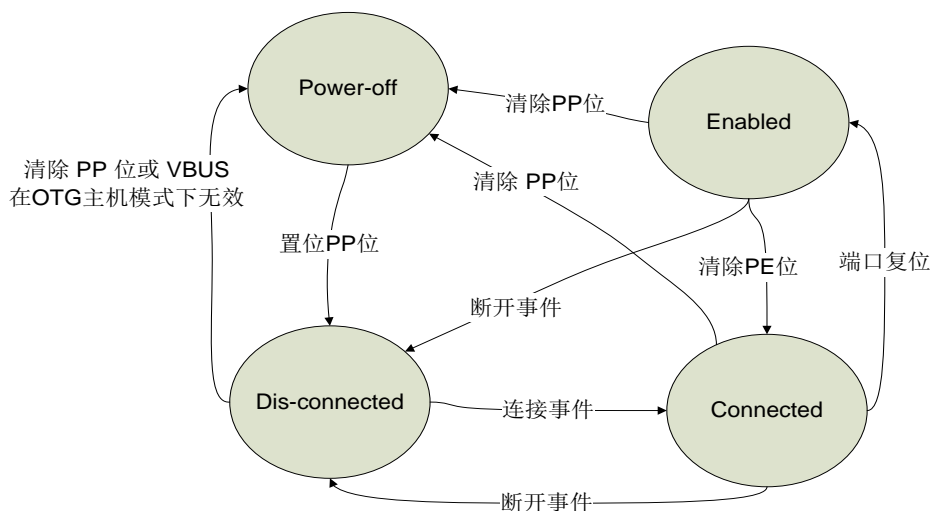 Power-off
Enabled
清除PP位
清除 PP 位或 VBUS
在OTG主机模式下无效
清除 PP位
置位PP位
清除PE位
端口复位
断开事件
Dis-connected
连接事件
Connected
断开事件